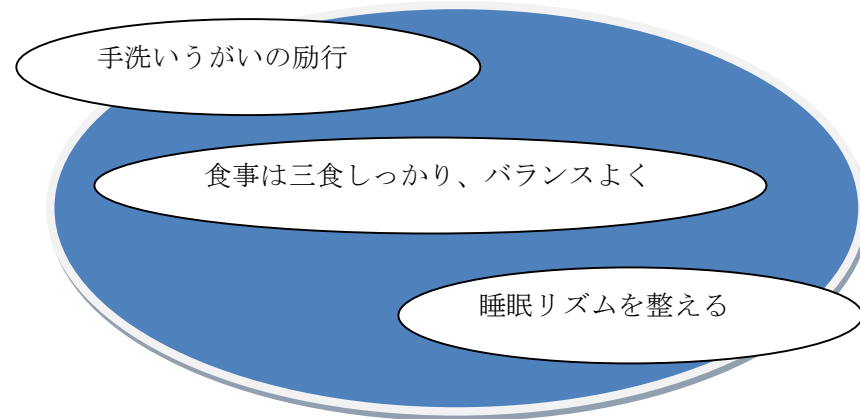 手洗いうがいの励行
食事は三食しっかり、バランスよく
睡眠リズムを整える